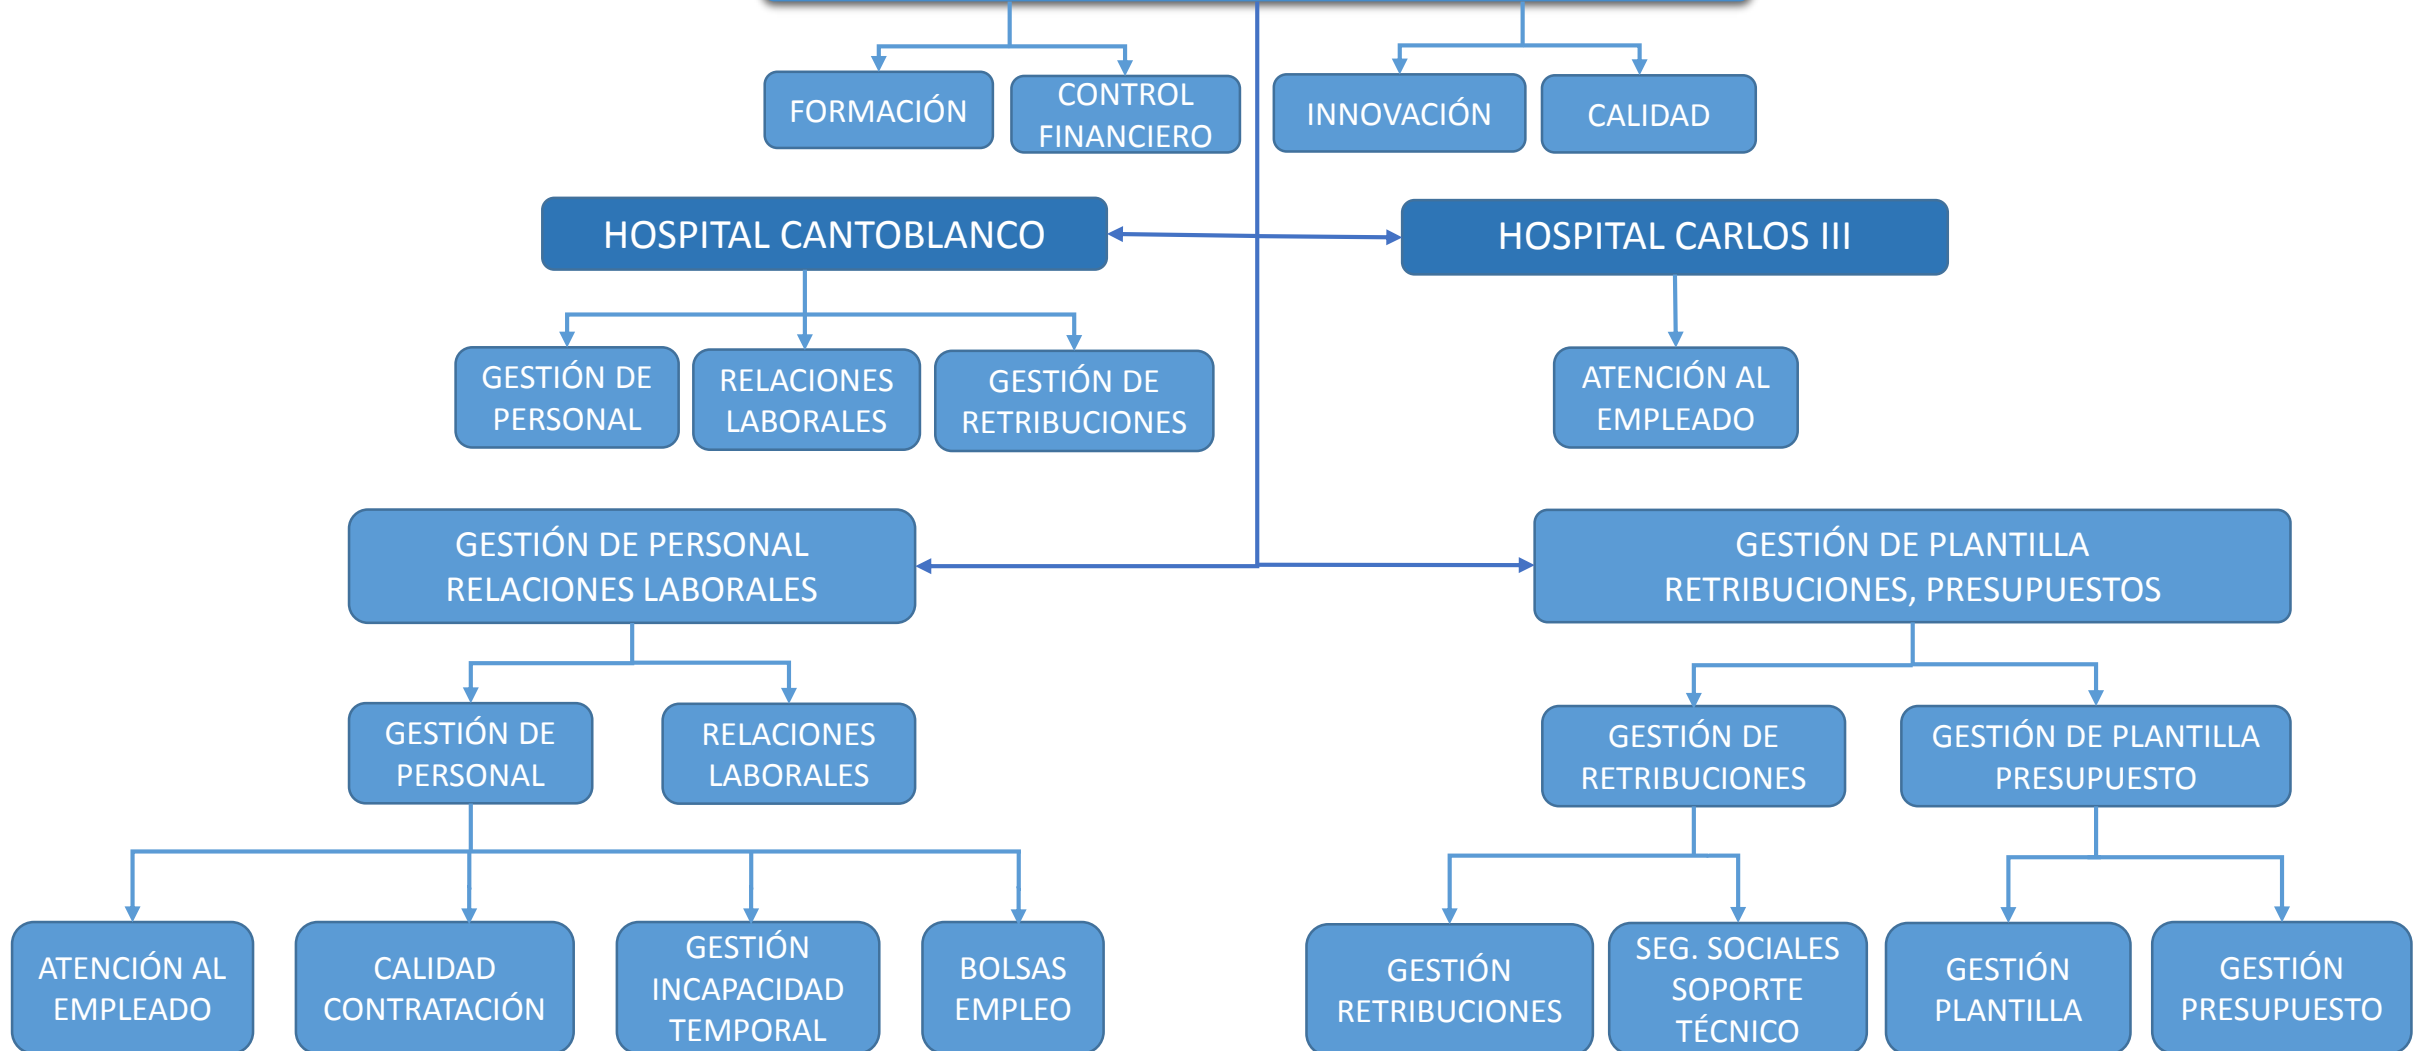 FORMACIÓN
CONTROL
FINANCIERO
INNOVACIÓN
CALIDAD
HOSPITAL CANTOBLANCO
HOSPITAL CARLOS III
GESTIÓN DE
PERSONAL
RELACIONES
LABORALES
GESTIÓN DE
RETRIBUCIONES
ATENCIÓN AL
EMPLEADO
GESTIÓN DE PERSONAL
RELACIONES LABORALES
GESTIÓN DE PLANTILLA
RETRIBUCIONES, PRESUPUESTOS
GESTIÓN DE
PERSONAL
RELACIONES
LABORALES
GESTIÓN DE
RETRIBUCIONES
GESTIÓN DE PLANTILLA
PRESUPUESTO
ATENCIÓN AL
EMPLEADO
CALIDAD
CONTRATACIÓN
GESTIÓN
INCAPACIDAD
TEMPORAL
BOLSAS
EMPLEO
GESTIÓN
RETRIBUCIONES
SEG. SOCIALES
SOPORTE
TÉCNICO
GESTIÓN
PLANTILLA
GESTIÓN
PRESUPUESTO